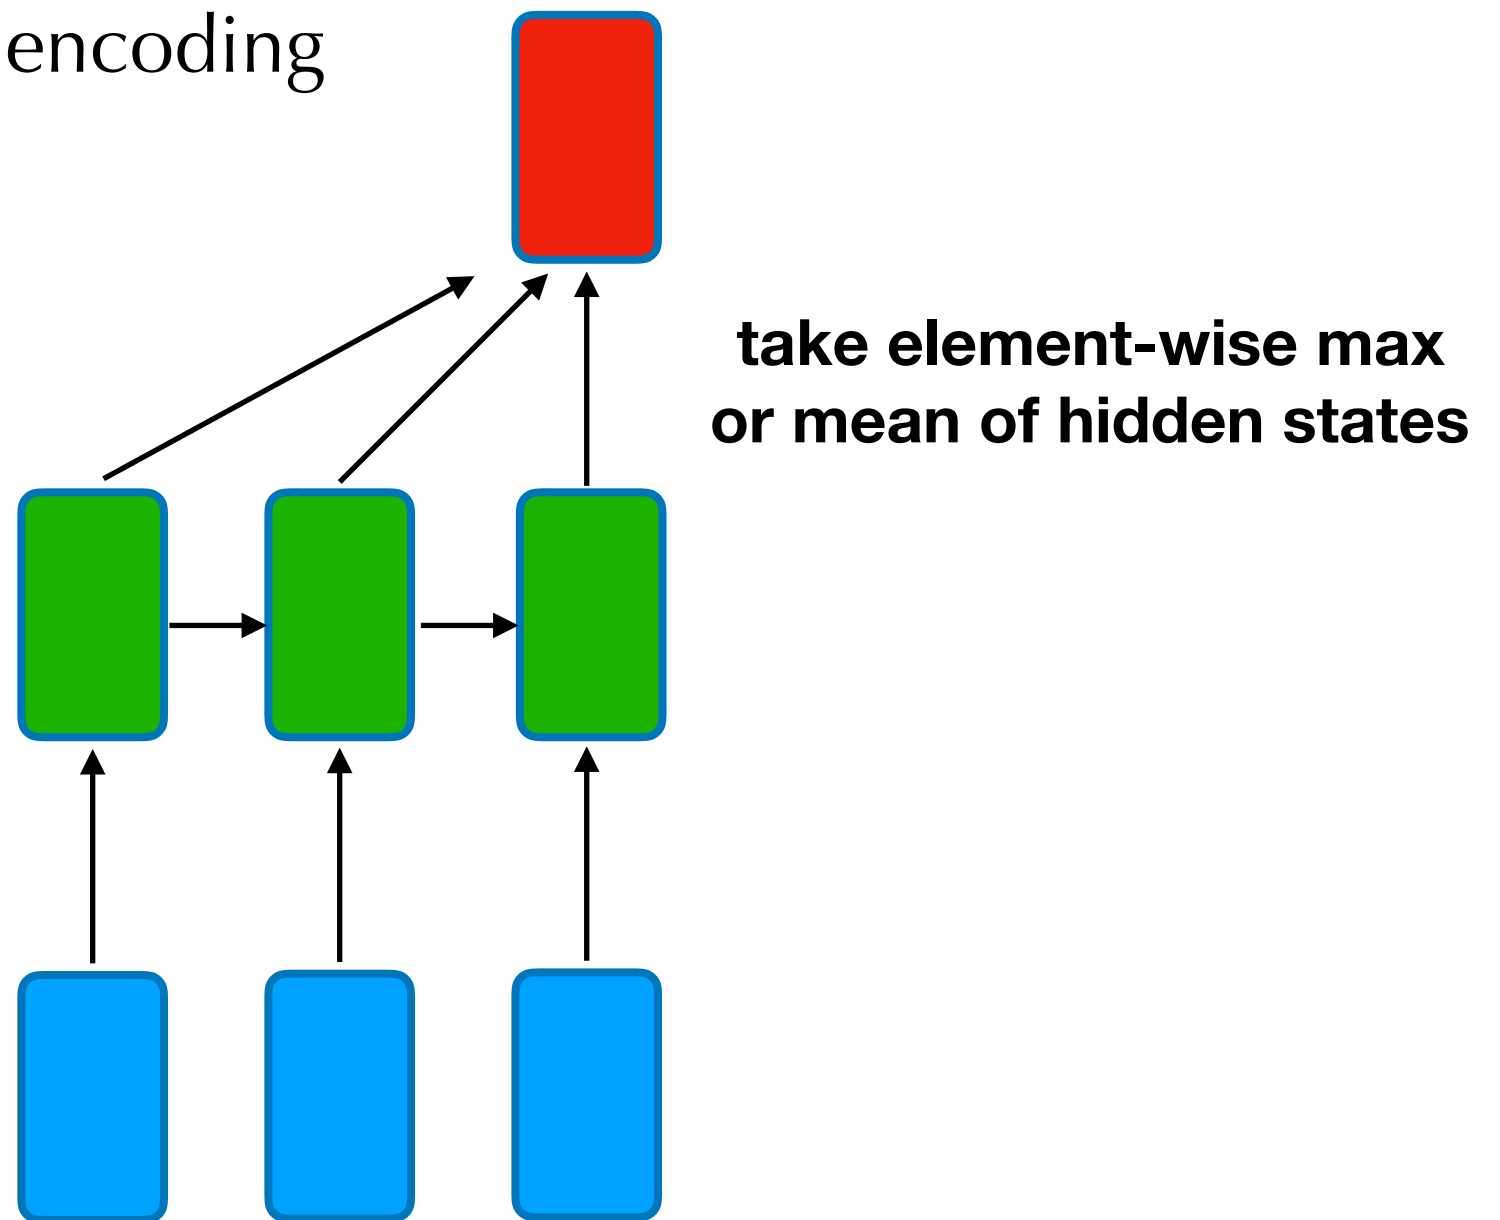 encoding
take element-wise max
or mean of hidden states